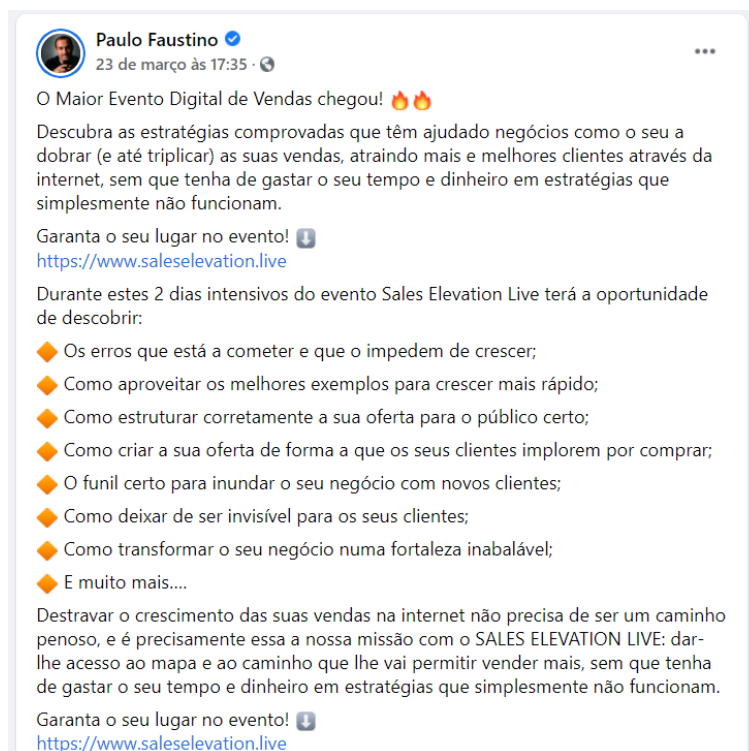 Paulo Faustino
23 de março às 17:35 ·
O Maior Evento Digital de Vendas chegou! 🔥🔥
Descubra as estratégias comprovadas que têm ajudado negócios como o seu a
dobrar (e até triplicar) as suas vendas, atraindo mais e melhores clientes através da
internet, sem que tenha de gastar o seu tempo e dinheiro em estratégias que
simplesmente não funcionam.
Garanta o seu lugar no evento! ⬇️
https://www.saleselevation.live
Durante estes 2 dias intensivos do evento Sales Elevation Live terá a oportunidade
de descobrir:
🔶 Os erros que está a cometer e que o impedem de crescer;
🔶 Como aproveitar os melhores exemplos para crescer mais rápido;
🔶 Como estruturar corretamente a sua oferta para o público certo;
🔶 Como criar a sua oferta de forma a que os seus clientes implorem por comprar;
🔶 O funil certo para inundar o seu negócio com novos clientes;
🔶 Como deixar de ser invisível para os seus clientes;
🔶 Como transformar o seu negócio numa fortaleza inabalável;
🔶 E muito mais....
Destravar o crescimento das suas vendas na internet não precisa de ser um caminho
penoso, e é precisamente essa a nossa missão com o SALES ELEVATION LIVE: dar-
lhe acesso ao mapa e ao caminho que lhe vai permitir vender mais, sem que tenha
de gastar o seu tempo e dinheiro em estratégias que simplesmente não funcionam.
Garanta o seu lugar no evento! ⬇️
https://www.saleselevation.live